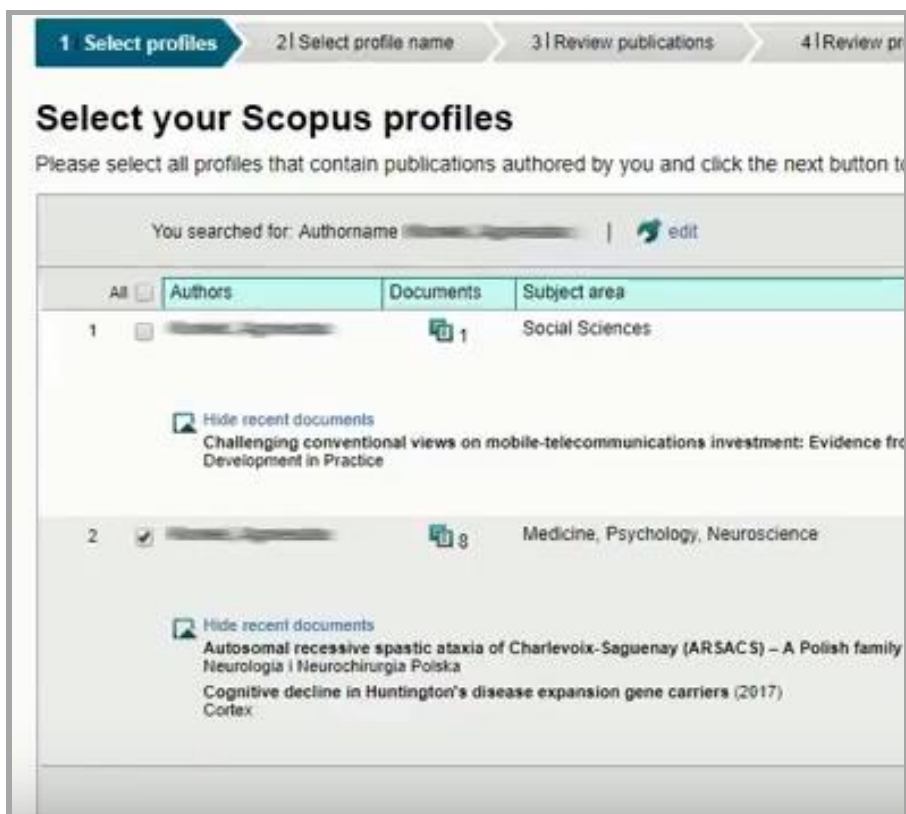 1 Select profiles
2 | Select profile name
3 | Review publications
4 | Review pr
Select your Scopus profiles
Please select all profiles that contain publications authored by you and click the next button to
You searched for: Authorname | edit
All Authors Documents Subject area
1 1 Social Sciences
Hide recent documents
Challenging conventional views on mobile-telecommunications investment: Evidence fro
Development in Practice
2 8 Medicine, Psychology, Neuroscience
Hide recent documents
Autosomal recessive spastic ataxia of Charlevoix-Saguenay (ARSACS) – A Polish family
Neurologia i Neurochirurgia Polska
Cognitive decline in Huntington's disease expansion gene carriers (2017)
Cortex